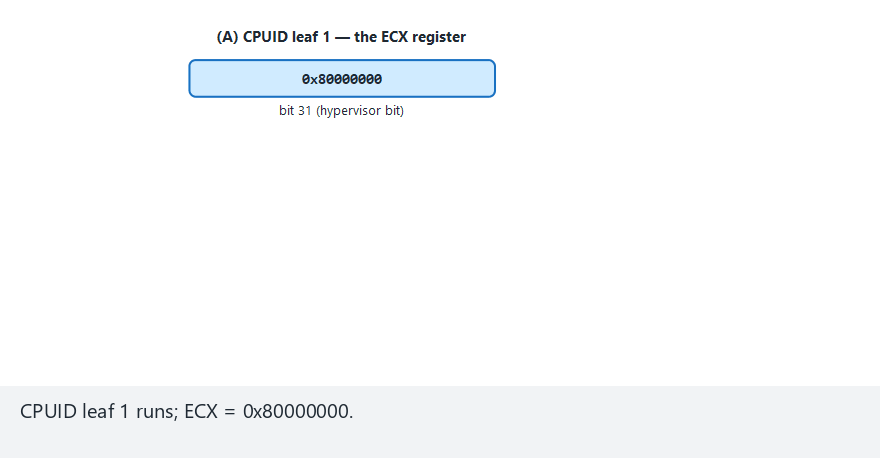 (A) CPUID leaf 1 — the ECX register
0x80000000
bit 31 (hypervisor bit)
CPUID leaf 1 runs; ECX = 0x80000000.